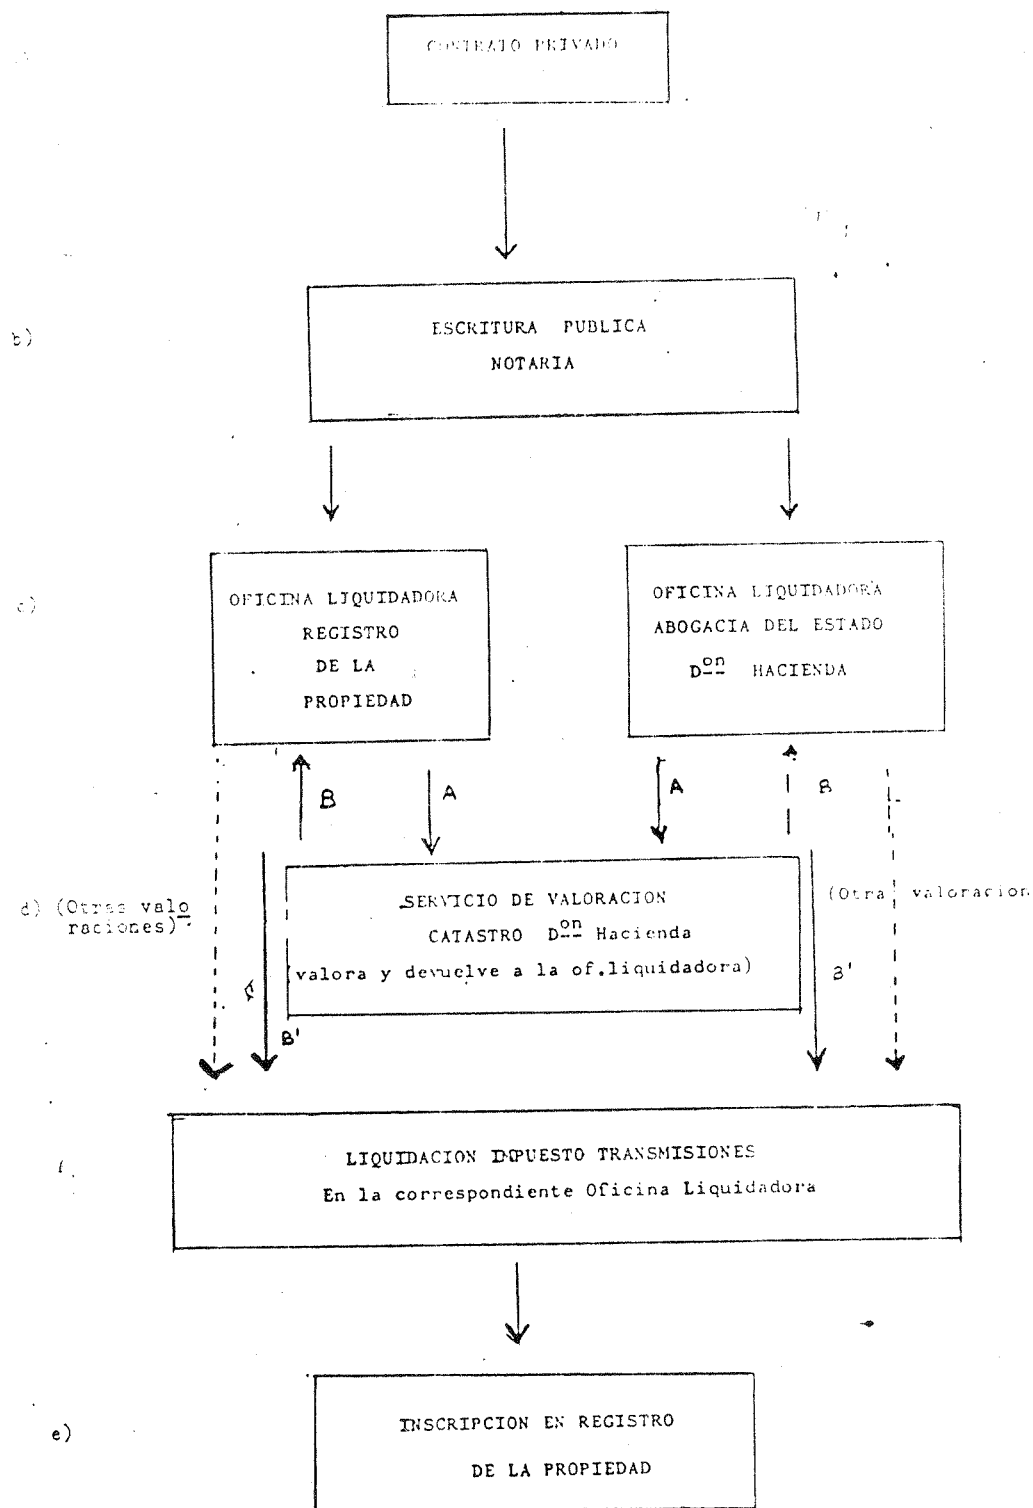 CONTRATO PRIVADO
b)
ESCRITURA PUBLICA
NOTARIA
c)
OFICINA LIQUIDADORA
REGISTRO
DE LA
PROPIEDAD
OFICINA LIQUIDADORA
ABOGACIA DEL ESTADO
Don HACIENDA
B
A
A
B
d) (Otras valo
raciones)
SERVICIO DE VALORACION
CATASTRO Don Hacienda
(valora y devuelve a la of.liquidadora)
(Otra valoracion
B'
B'
LIQUIDACION IMPUESTO TRANSMISIONES
En la correspondiente Oficina Liquidadora
e)
INSCRIPCION EN REGISTRO
DE LA PROPIEDAD